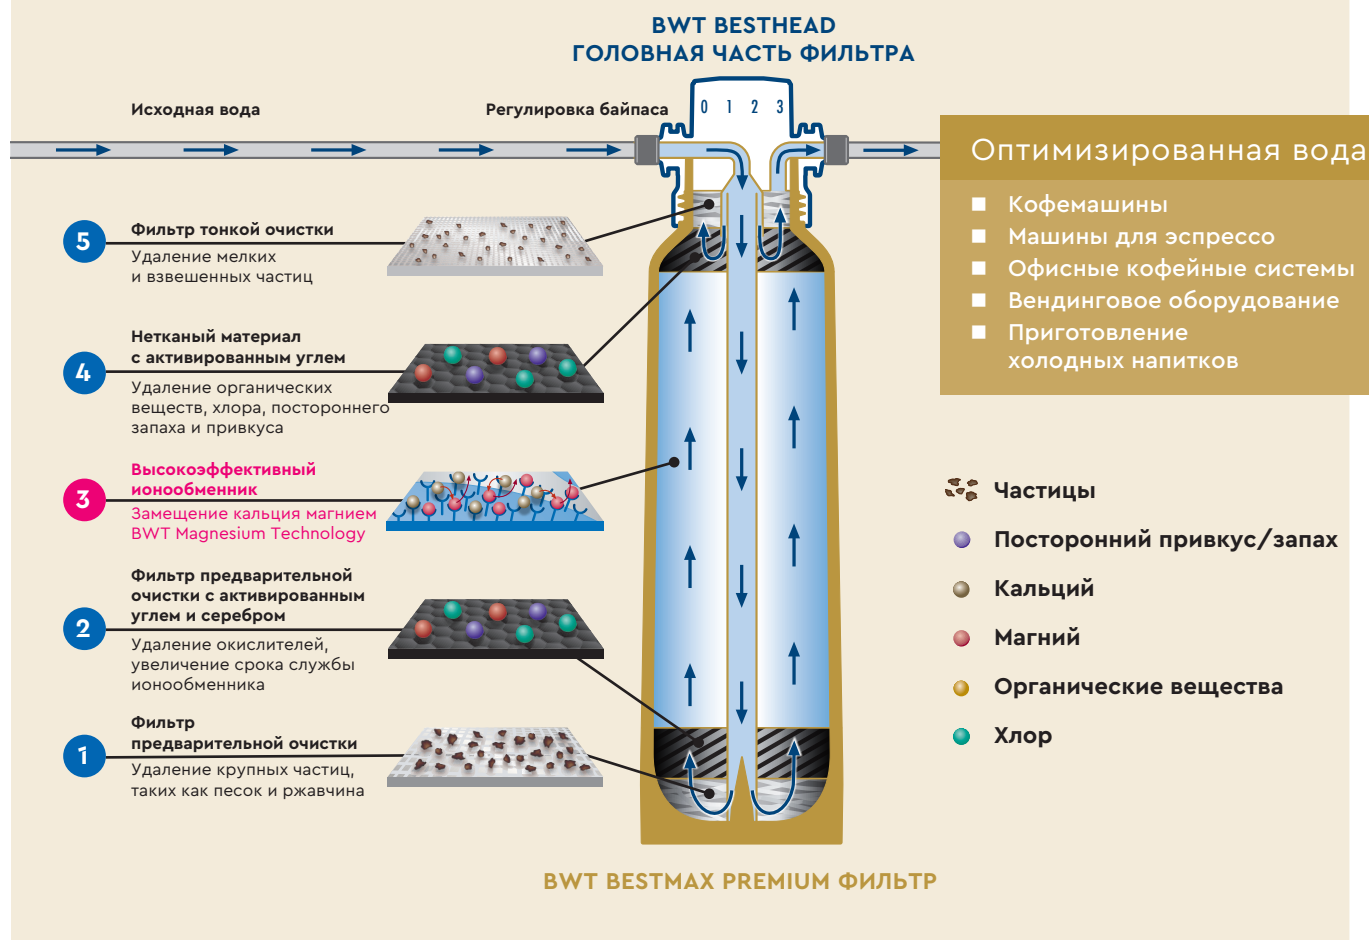 BWT BESTHEAD
ГОЛОВНАЯ ЧАСТЬ ФИЛЬТРА
Исходная вода
Регулировка байпаса
0 1 2 3
Оптимизированная вода
Кофемашины
Машины для эспрессо
Офисные кофейные системы
Вендинговое оборудование
Приготовление
холодных напитков
5
Фильтр тонкой очистки
Удаление мелких
и взвешенных частиц
4
Нетканый материал
с активированным углем
Удаление органических
веществ, хлора, постороннего
запаха и привкуса
3
Высокоэффективный
ионообменник
Замещение кальция магнием
BWT Magnesium Technology
2
Фильтр предварительной
очистки с активированным
углем и серебром
Удаление окислителей,
увеличение срока службы
ионообменника
1
Фильтр
предварительной очистки
Удаление крупных частиц,
таких как песок и ржавчина
Частицы
Посторонний привкус/запах
Кальций
Магний
Органические вещества
Хлор
BWT BESTMAX PREMIUM ФИЛЬТР